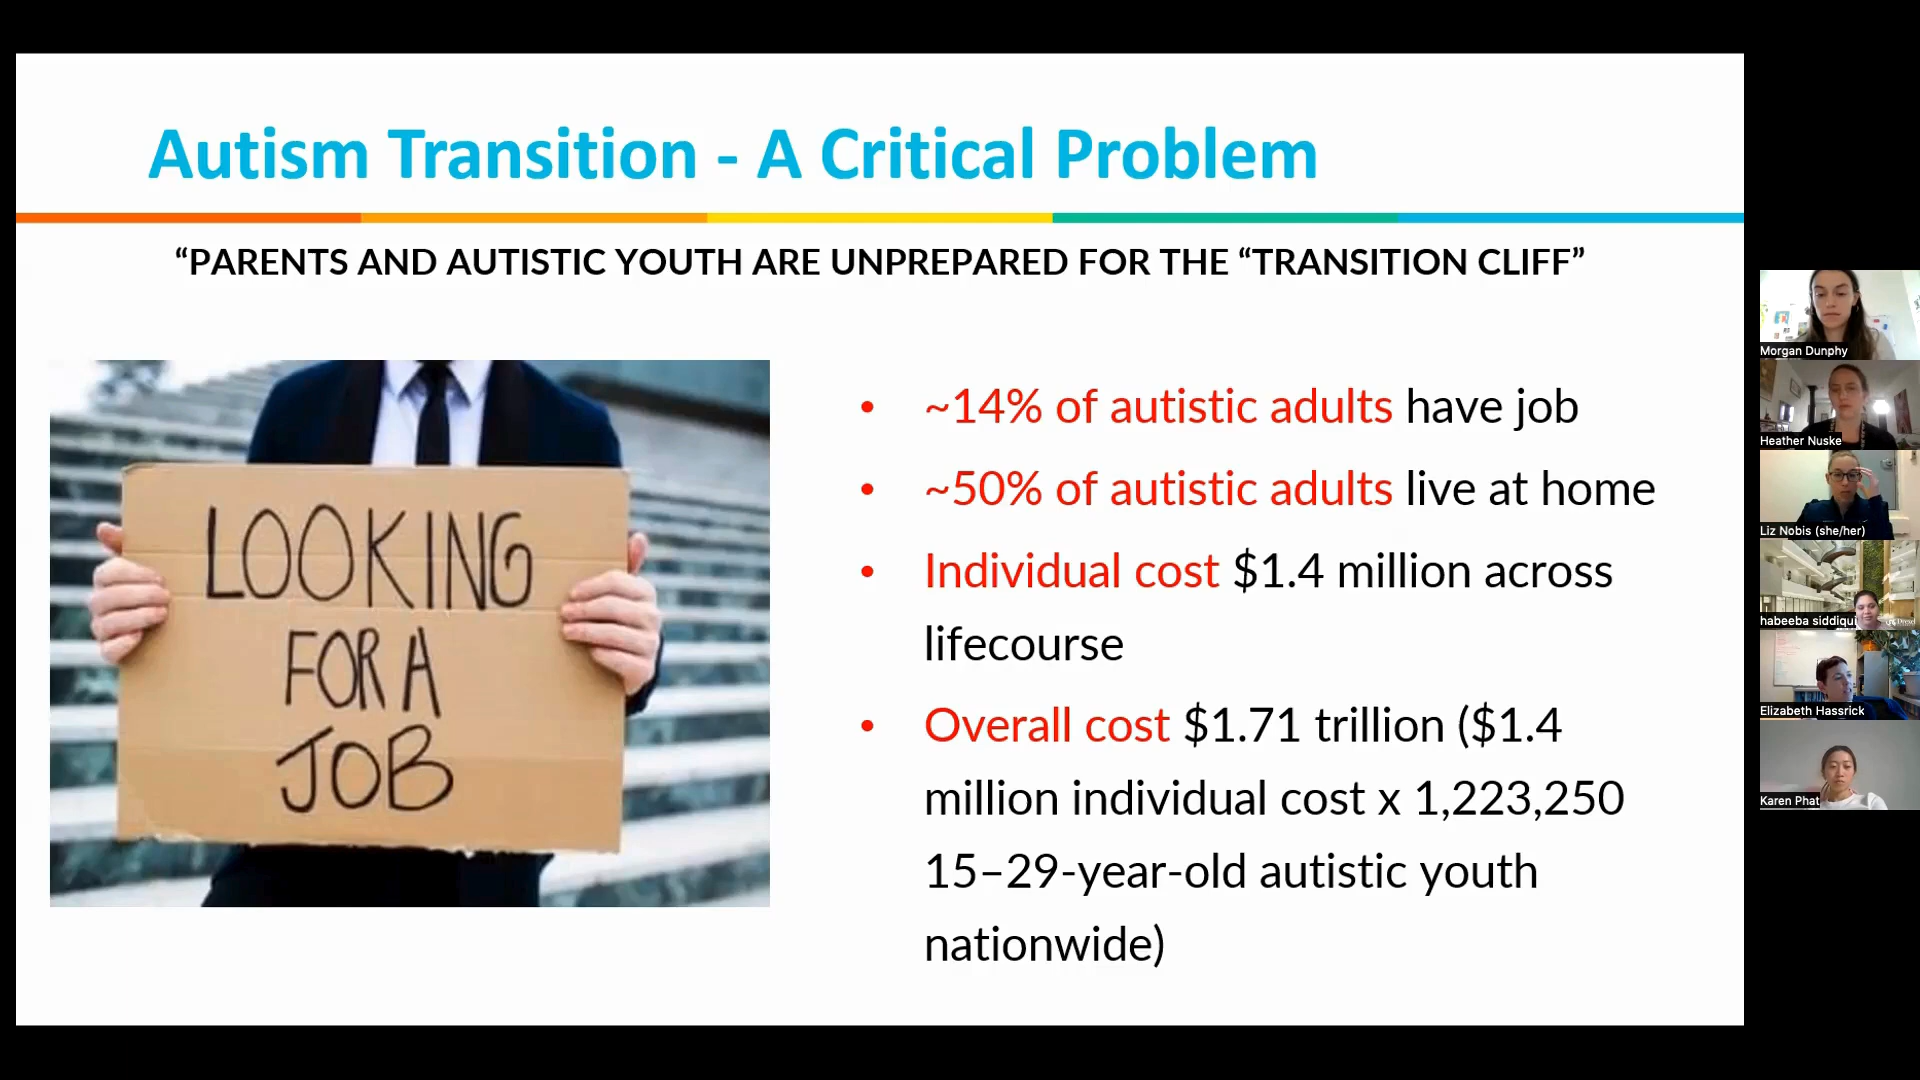 Autism Transition - A Critical Problem
“PARENTS AND AUTISTIC YOUTH ARE UNPREPARED FOR THE “TRANSITION CLIFF”
LOOKING
FOR A
JOB
• ~14% of autistic adults have job
• ~50% of autistic adults live at home
• Individual cost $1.4 million across
lifecourse
• Overall cost $1.71 trillion ($1.4
million individual cost x 1,223,250
15–29-year-old autistic youth
nationwide)
Morgan Dunphy
Heather Nuske
Liz Nobis (she/her)
habeeba siddiqui
Elizabeth Hassrick
Karen Phat